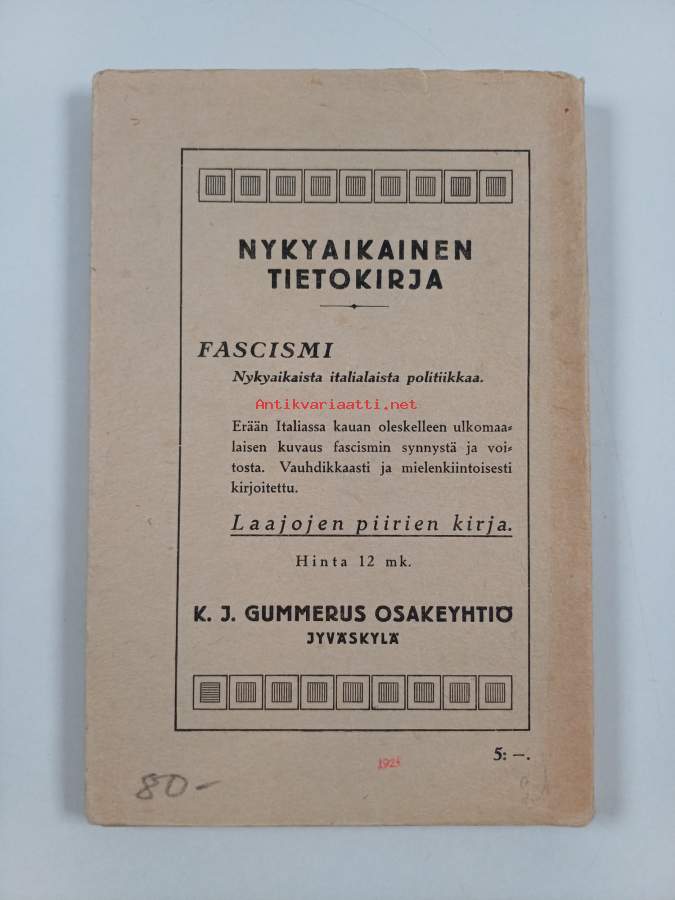 NYKYAIKAINEN
TIETOKIRJA
FASCISMI
Nykyaikaista italialaista politiikkaa.
Antikvariaatti.net
Erään Italiassa kauan oleskelleen ulkomaa-
laisen kuvaus fascismin synnystä ja voi-
tosta. Vauhdikkaasti ja mielenkiintoisesti
kirjoitettu.
Laajojen piirien kirja.
Hinta 12 mk.
K. J. GUMMERUS OSAKEYHTIÖ
JYVÄSKYLÄ
5: —.
80-